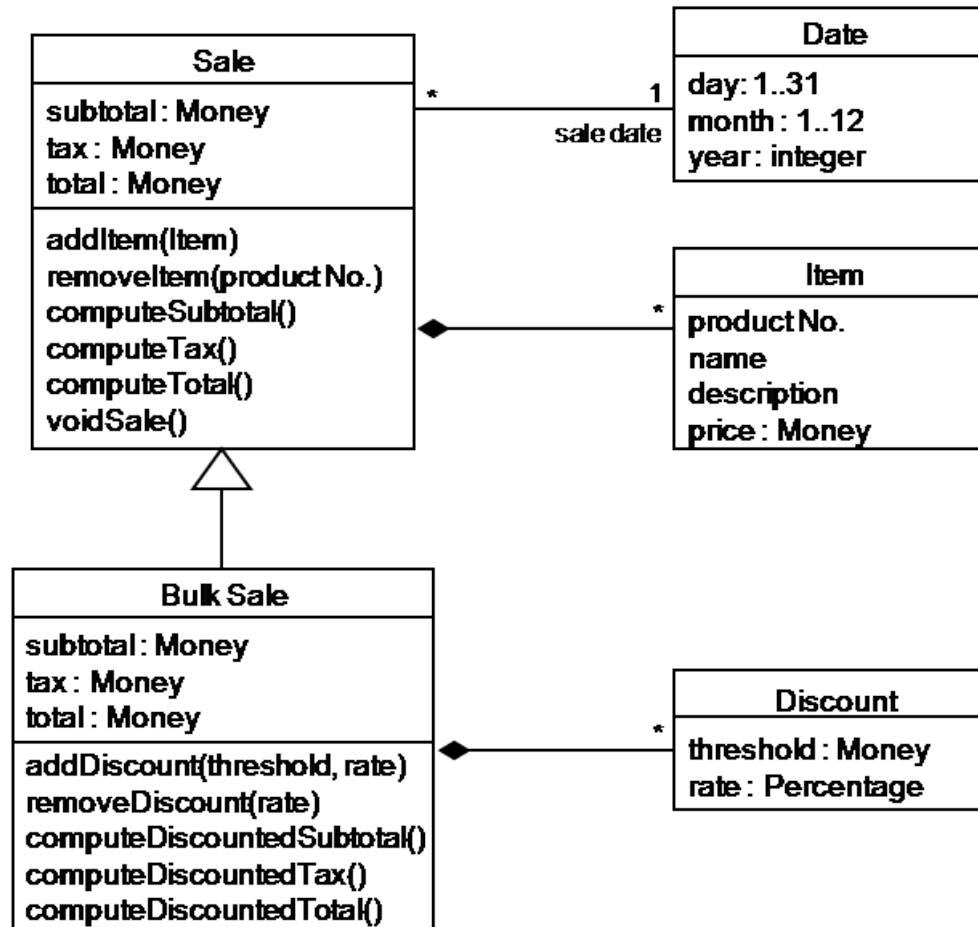 Sale
subtotal : Money
tax : Money
total : Money
addItem(Item)
removeItem(product No.)
computeSubtotal()
computeTax()
computeTotal()
voidSale()
*
1
sale date
Date
day: 1..31
month : 1..12
year : integer
*
Item
product No.
name
description
price : Money
Bulk Sale
subtotal : Money
tax : Money
total : Money
addDiscount(threshold, rate)
removeDiscount(rate)
computeDiscountedSubtotal()
computeDiscountedTax()
computeDiscountedTotal()
*
Discount
threshold : Money
rate : Percentage